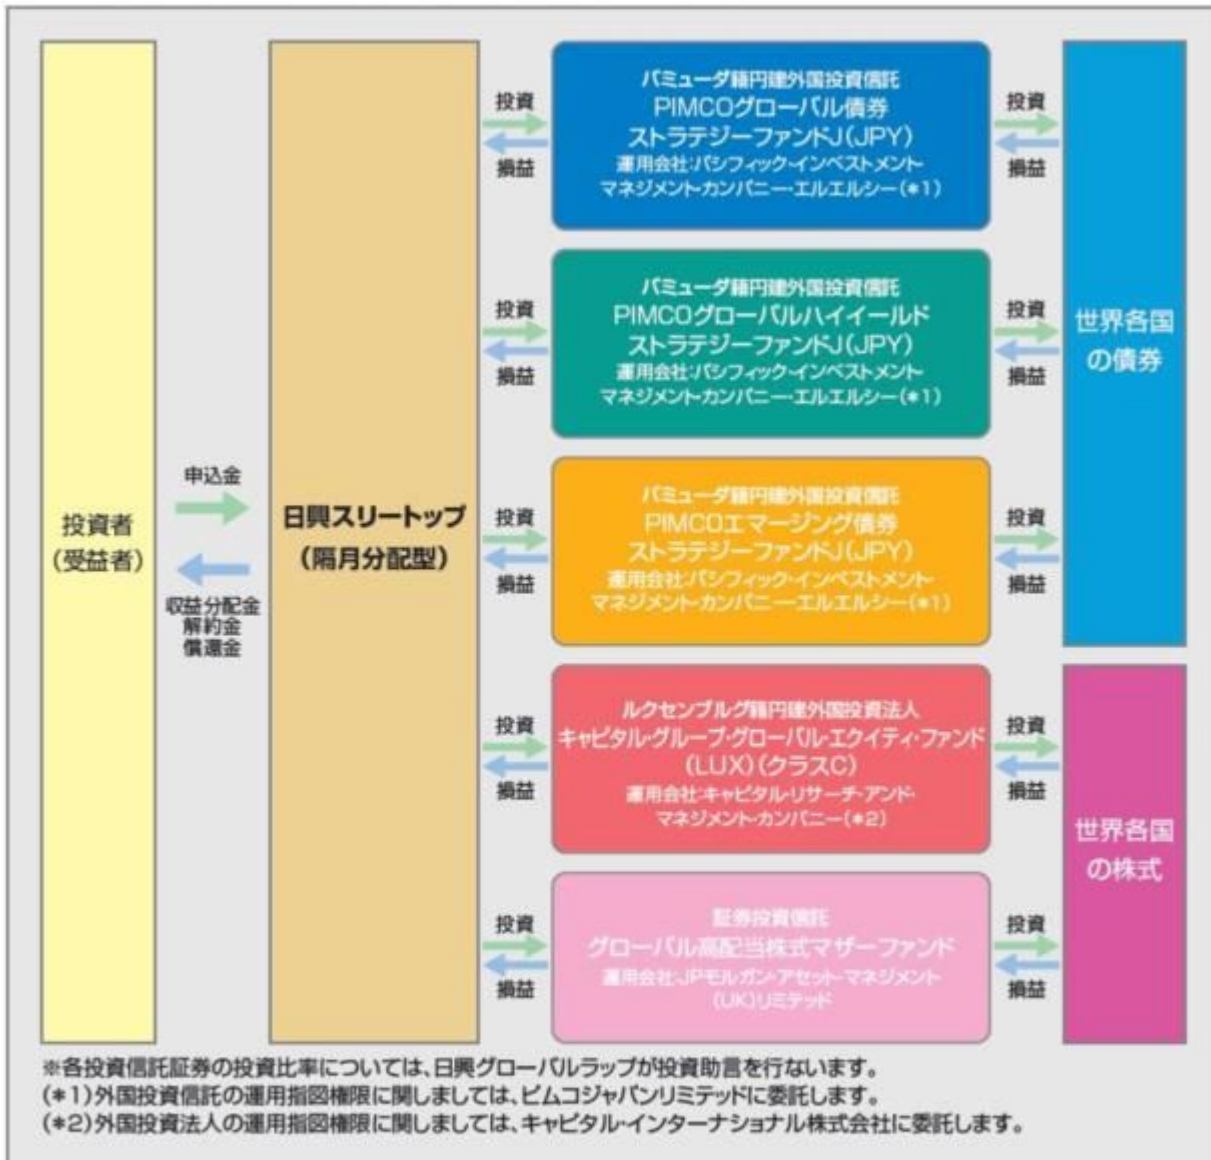 投資者
(受益者)
申込金
収益分配金
解約金
償還金
日興スリートップ
(隔月分配型)
投資
損益
バミューダ籍円建外国投資信託
PIMCOグローバル債券
ストラテジーファンドJ(JPY)
運用会社:パシフィック・インベストメント・
マネジメント・カンパニー・エルエルシー(*1)
投資
損益
投資
損益
バミューダ籍円建外国投資信託
PIMCOグローバルハイイールド
ストラテジーファンドJ(JPY)
運用会社:パシフィック・インベストメント・
マネジメント・カンパニー・エルエルシー(*1)
投資
損益
投資
損益
バミューダ籍円建外国投資信託
PIMCOエマージング債券
ストラテジーファンドJ(JPY)
運用会社:パシフィック・インベストメント・
マネジメント・カンパニー・エルエルシー(*1)
投資
損益
世界各国
の債券
投資
損益
ルクセンブルグ籍円建外国投資法人
キャピタル・グループ・グローバル・エクイティ・ファンド
(LUX)(クラスC)
運用会社:キャピタル・リサーチ・アンド・
マネジメント・カンパニー(*2)
投資
損益
投資
損益
証券投資信託
グローバル高配当株式マザーファンド
運用会社:JPモルガン・アセット・マネジメント
(UK)リミテッド
投資
損益
世界各国
の株式
※各投資信託証券の投資比率については、日興グローバルラップが投資助言を行ないます。
(*1)外国投資信託の運用指図権限に関しましては、ピムコジャパンリミテッドに委託します。
(*2)外国投資法人の運用指図権限に関しましては、キャピタル・インターナショナル株式会社に委託します。